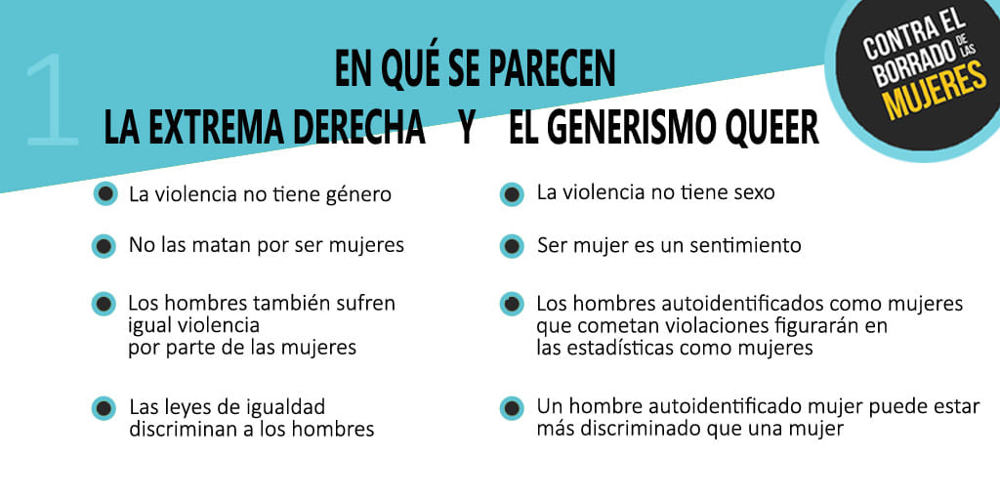 1
EN QUÉ SE PARECEN
LA EXTREMA DERECHA Y EL GENERISMO QUEER
CONTRA EL
BORRADO DE LAS
MUJERES
La violencia no tiene género
No las matan por ser mujeres
Los hombres también sufren
igual violencia
por parte de las mujeres
Las leyes de igualdad
discriminan a los hombres
La violencia no tiene sexo
Ser mujer es un sentimiento
Los hombres autoidentificados como mujeres
que cometan violaciones figurarán en
las estadísticas como mujeres
Un hombre autoidentificado mujer puede estar
más discriminado que una mujer